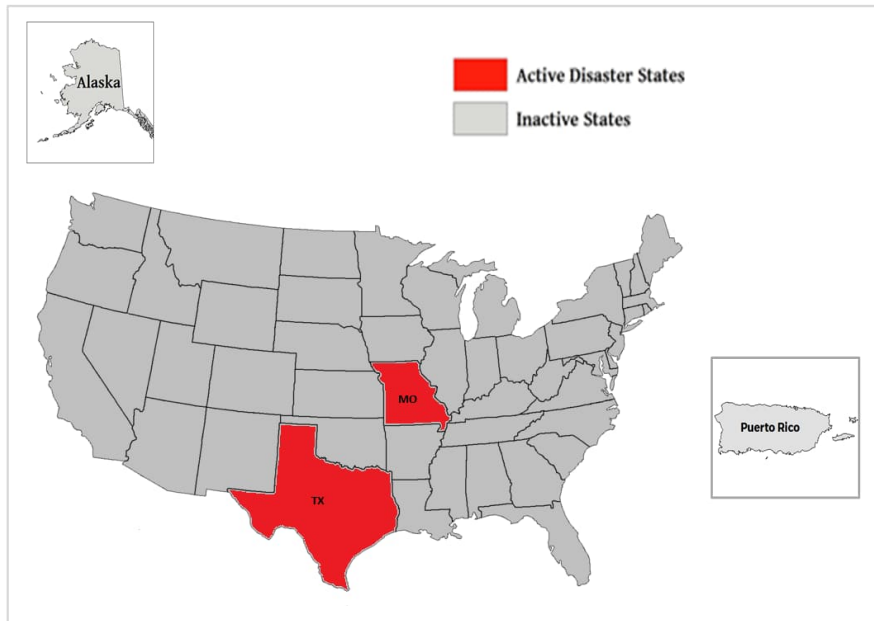 Alaska
Active Disaster States
Inactive States
MO
Puerto Rico
TX